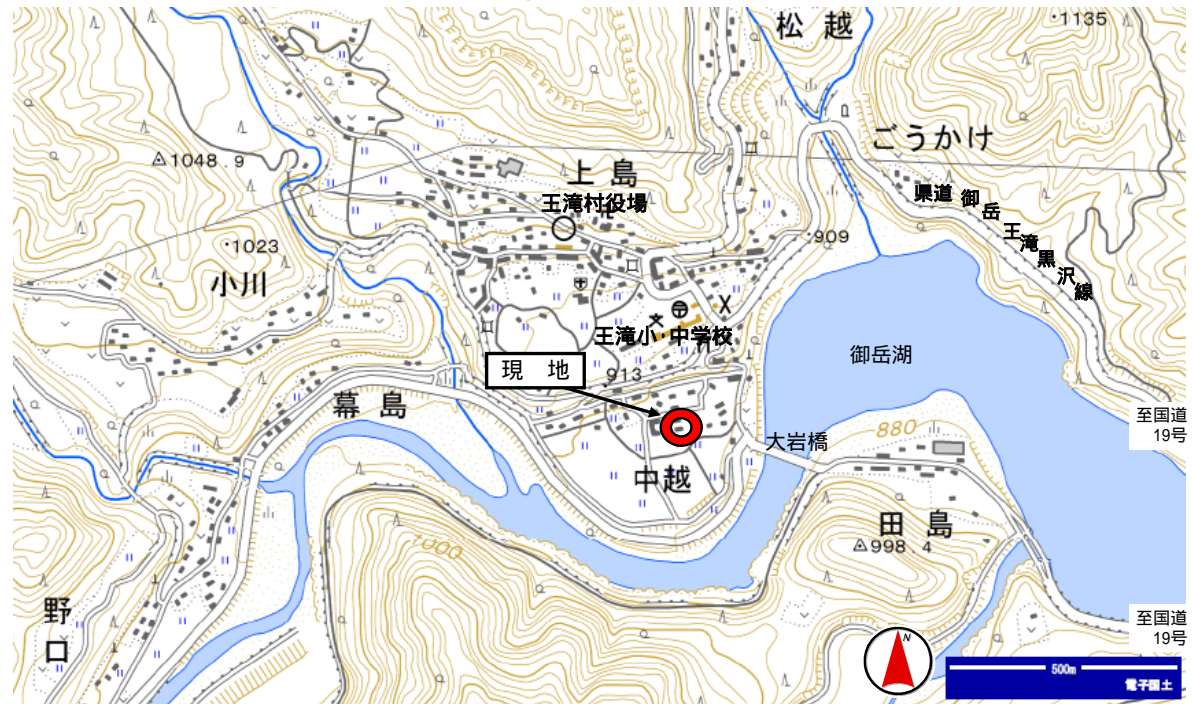 ・1135
松越
ごうかけ
1048.9
上島
県道御岳王滝黒沢線
王滝村役場
・1023
・909
小川
王滝小・中学校
御岳湖
現 地
913
幕島
至国道
19号
880
大岩橋
中越
田島
1000
998.4
野口
至国道
19号
N
500m
電子国土